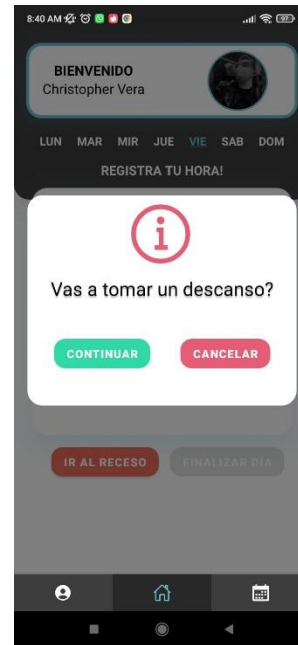 8:40 AM
97
BIENVENIDO
Christopher Vera
LUN MAR MIR JUE VIE SAB DOM
REGISTRA TU HORA!
i
Vas a tomar un descanso?
CONTINUAR CANCELAR
IR AL RECESO FINALIZAR DÍA